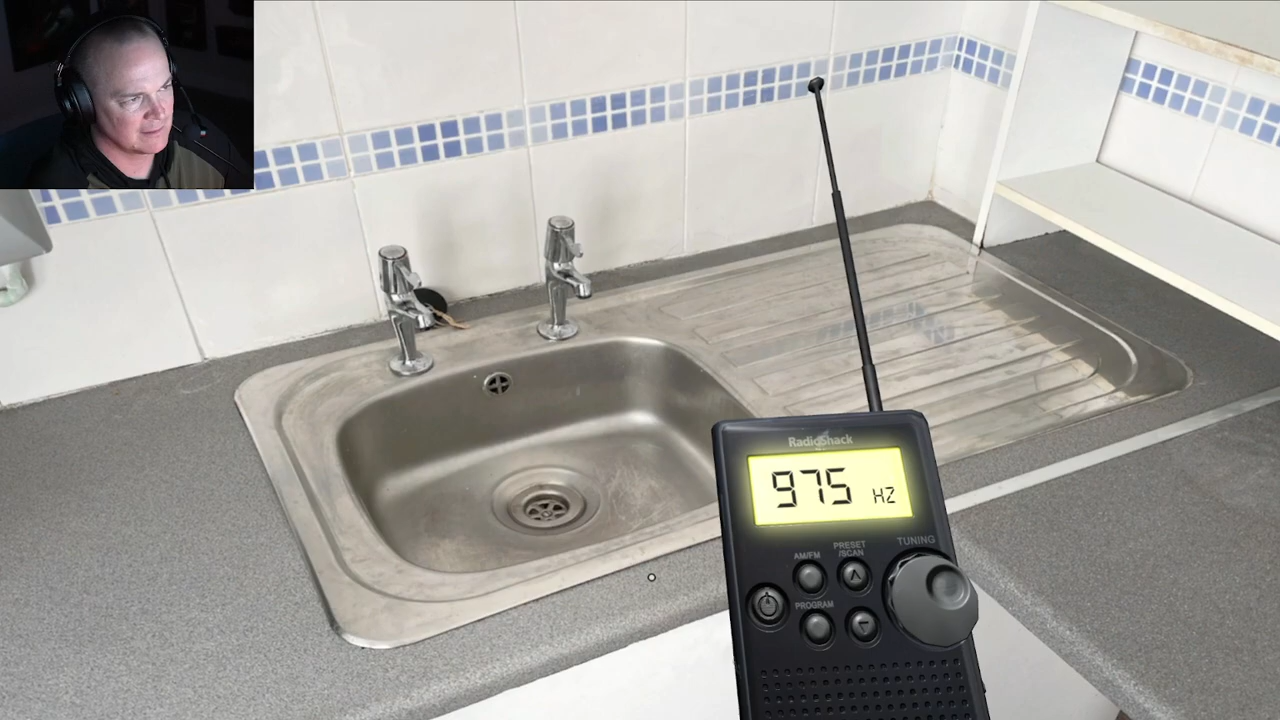 RadioShack
975 HZ
TUNING
AM/FM
PRESET
/SCAN
PROGRAM